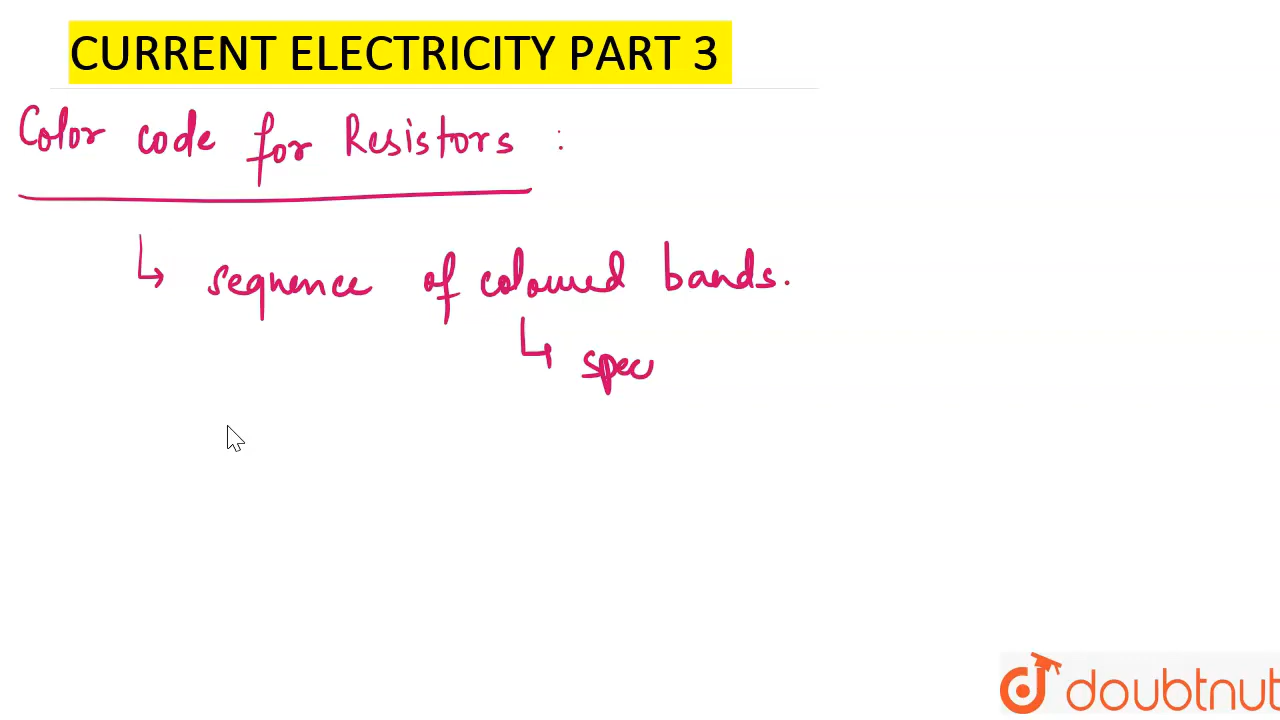 CURRENT ELECTRICITY PART 3
Color code for Resistors :
↳ sequence of coloured bands.
↳ spec
doubtnut